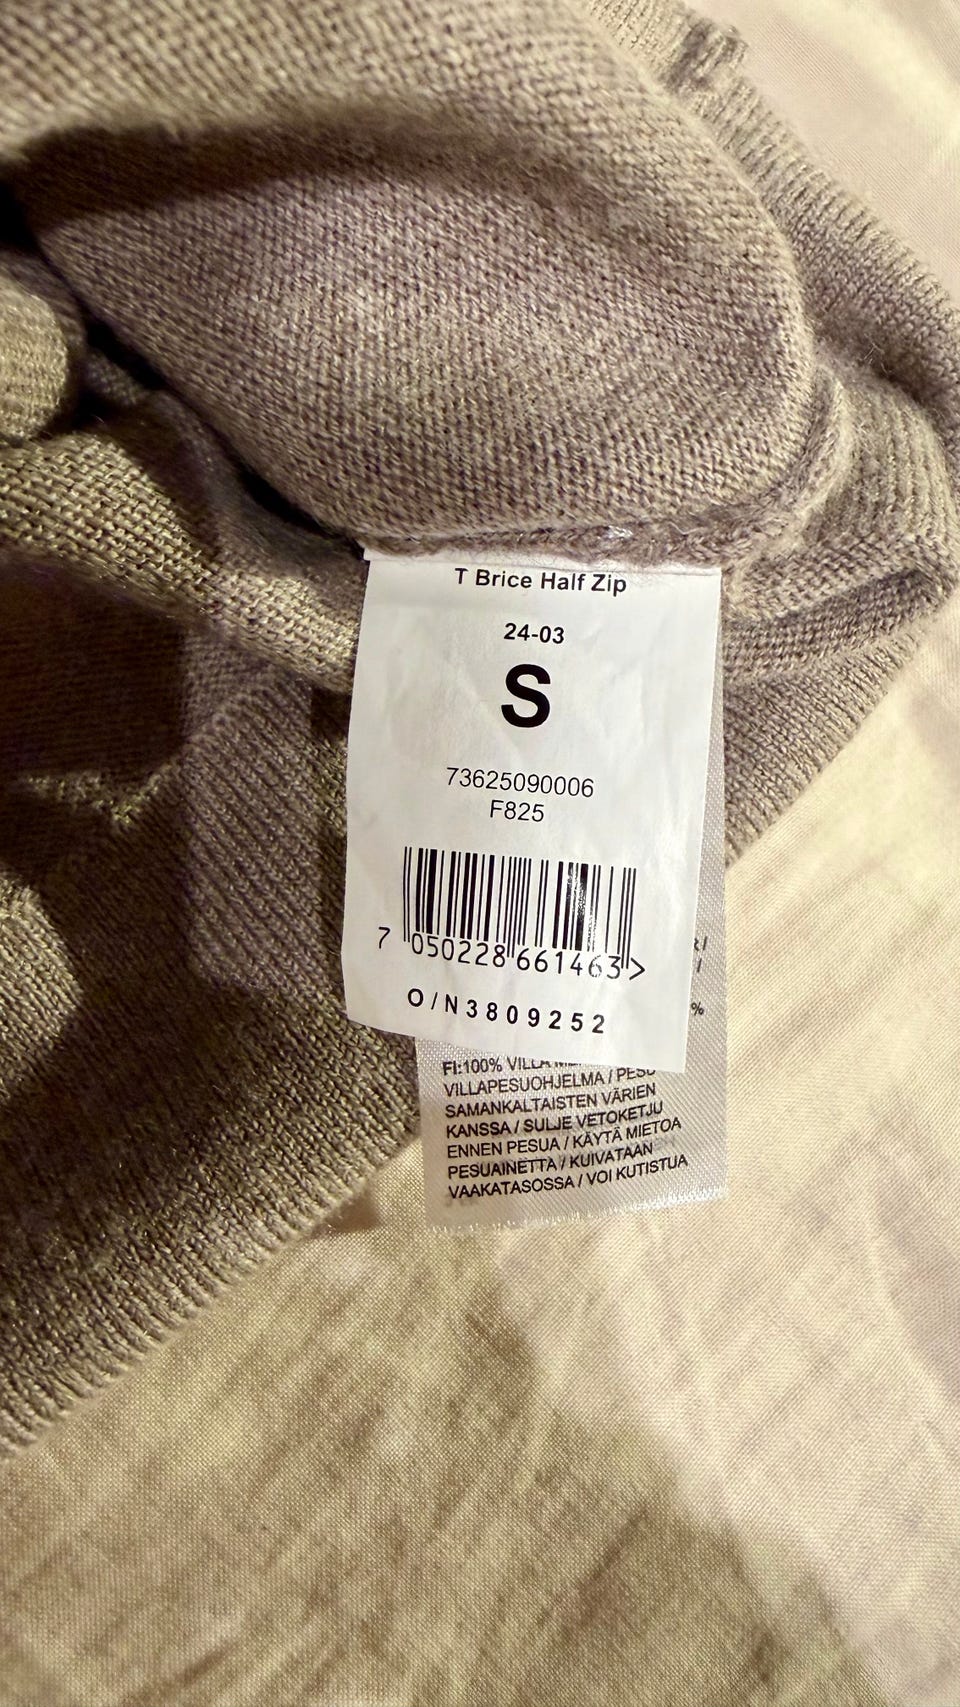 T Brice Half Zip
24-03
S
73625090006
F825
7 050228 661463 >
O/N3809252
%
FI:100% VILLA
VILLAPESUOHJELMA / PESU
SAMANKALTAISTEN VÄRIEN
KANSSA / SULJE VETOKETJU
ENNEN PESUA / KÄYTÄ MIETOA
PESUAINETTA / KUIVATAAN
VAAKATASOSSA / VOI KUTISTUA